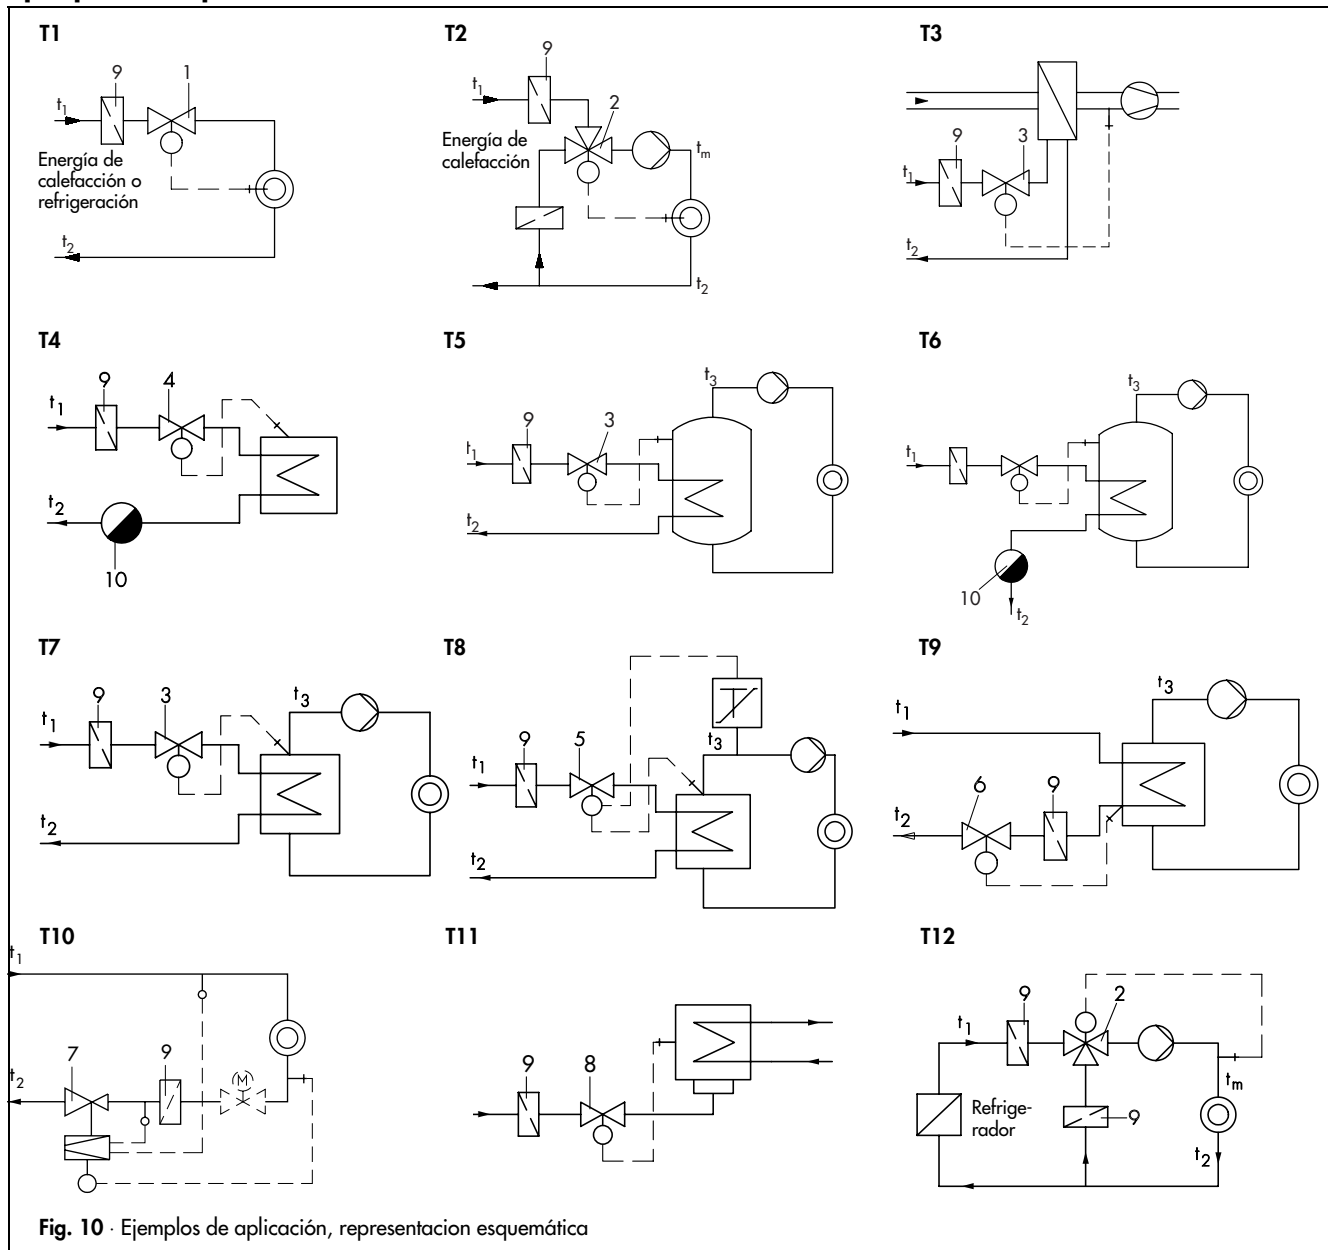 T1
9
1
t1
Energía de
calefacción o
refrigeración
t2
T2
9
t1
2
Energía de
calefacción
tm
t2
T3
9
3
t1
t2
T4
9
4
t1
t2
10
T5
t3
9
3
t1
t2
T6
t3
t1
10
t2
T7
9
3
t3
t1
t2
T8
9
5
t3
t1
t2
T9
t3
t1
6
9
t2
T10
t1
7
9
M
t2
T11
9
8
T12
9
2
t1
tm
Refrige-
rador
9
t2
Fig. 10 · Ejemplos de aplicación, representacion esquemática